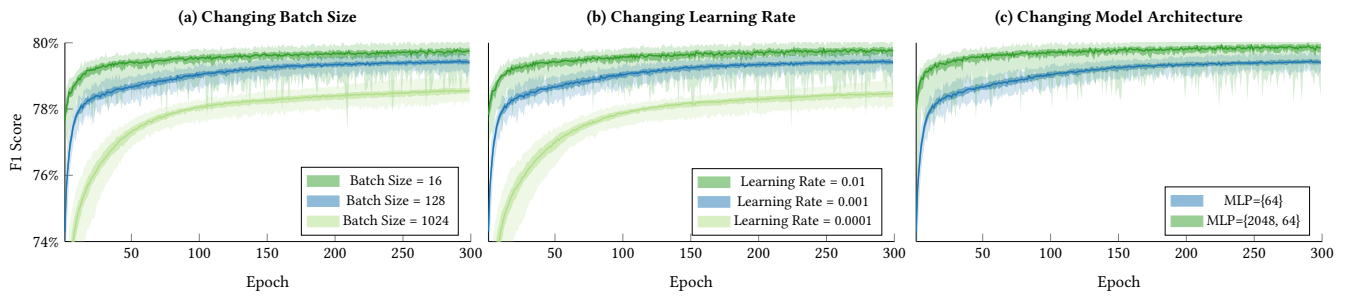 (a) Changing Batch Size
80%
78%
76%
74%
F1 Score
Batch Size = 16
Batch Size = 128
Batch Size = 1024
50
100
150
200
250
300
Epoch
(b) Changing Learning Rate
Learning Rate = 0.01
Learning Rate = 0.001
Learning Rate = 0.0001
50
100
150
200
250
300
Epoch
(c) Changing Model Architecture
MLP={64}
MLP={2048, 64}
50
100
150
200
250
300
Epoch